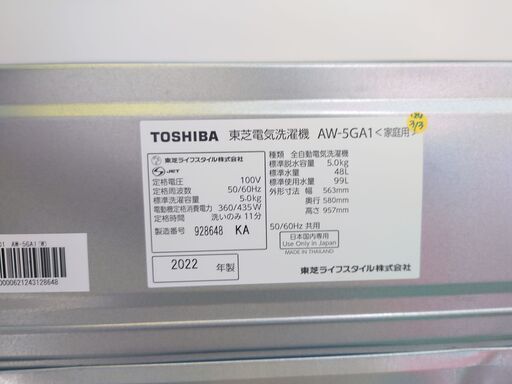 TOSHIBA 東芝電気洗濯機 AW-5GA1<家庭用>
3/13
東芝ライフスタイル株式会社
JET
定格電圧 100V
定格周波数 50/60Hz
標準洗濯容量 5.0kg
電動機定格消費電力 360/435W
定格時間 洗いのみ 11分
製造番号 928648 KA
2022 年製
種類 全自動電気洗濯機
標準脱水容量 5.0kg
標準水量 48L
標準使用水量 99L
外形寸法 幅 563mm
奥行 580mm
高さ 957mm
50/60Hz 共用
日本国内専用
Use Only in Japan
MADE IN THAILAND
東芝ライフスタイル株式会社
AW-5GA1(W)
0000621243128648